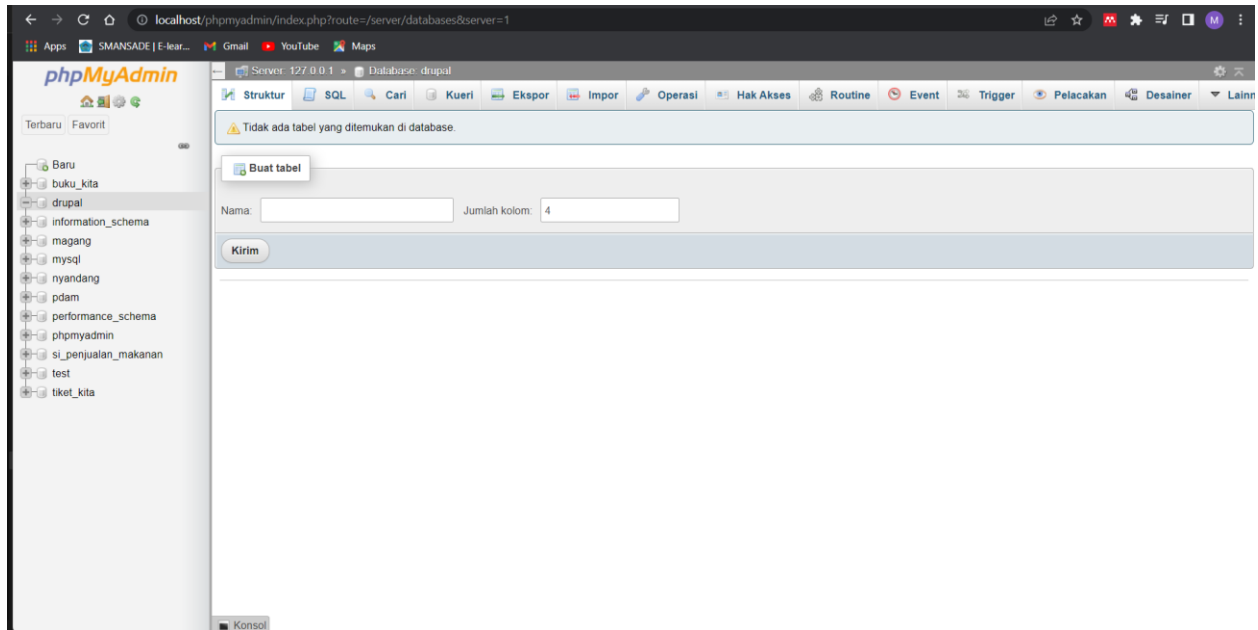 localhost/phpmyadmin/index.php?route=/server/databases&server=1
M
Apps SMANSADE | E-lear... Gmail YouTube Maps
phpMyAdmin
Terbaru Favorit
Baru
buku_kita
drupal
information_schema
magang
mysql
nyandang
pdam
performance_schema
phpmyadmin
si_penjualan_makanan
test
tiket_kita
Server: 127.0.0.1 » Database: drupal
Struktur SQL Cari Kueri Ekspor Impor Operasi Hak Akses Routine Event Trigger Pelacakan Desainer Lainn
Tidak ada tabel yang ditemukan di database.
Buat tabel
Nama: Jumlah kolom: 4
Kirim
Konsol